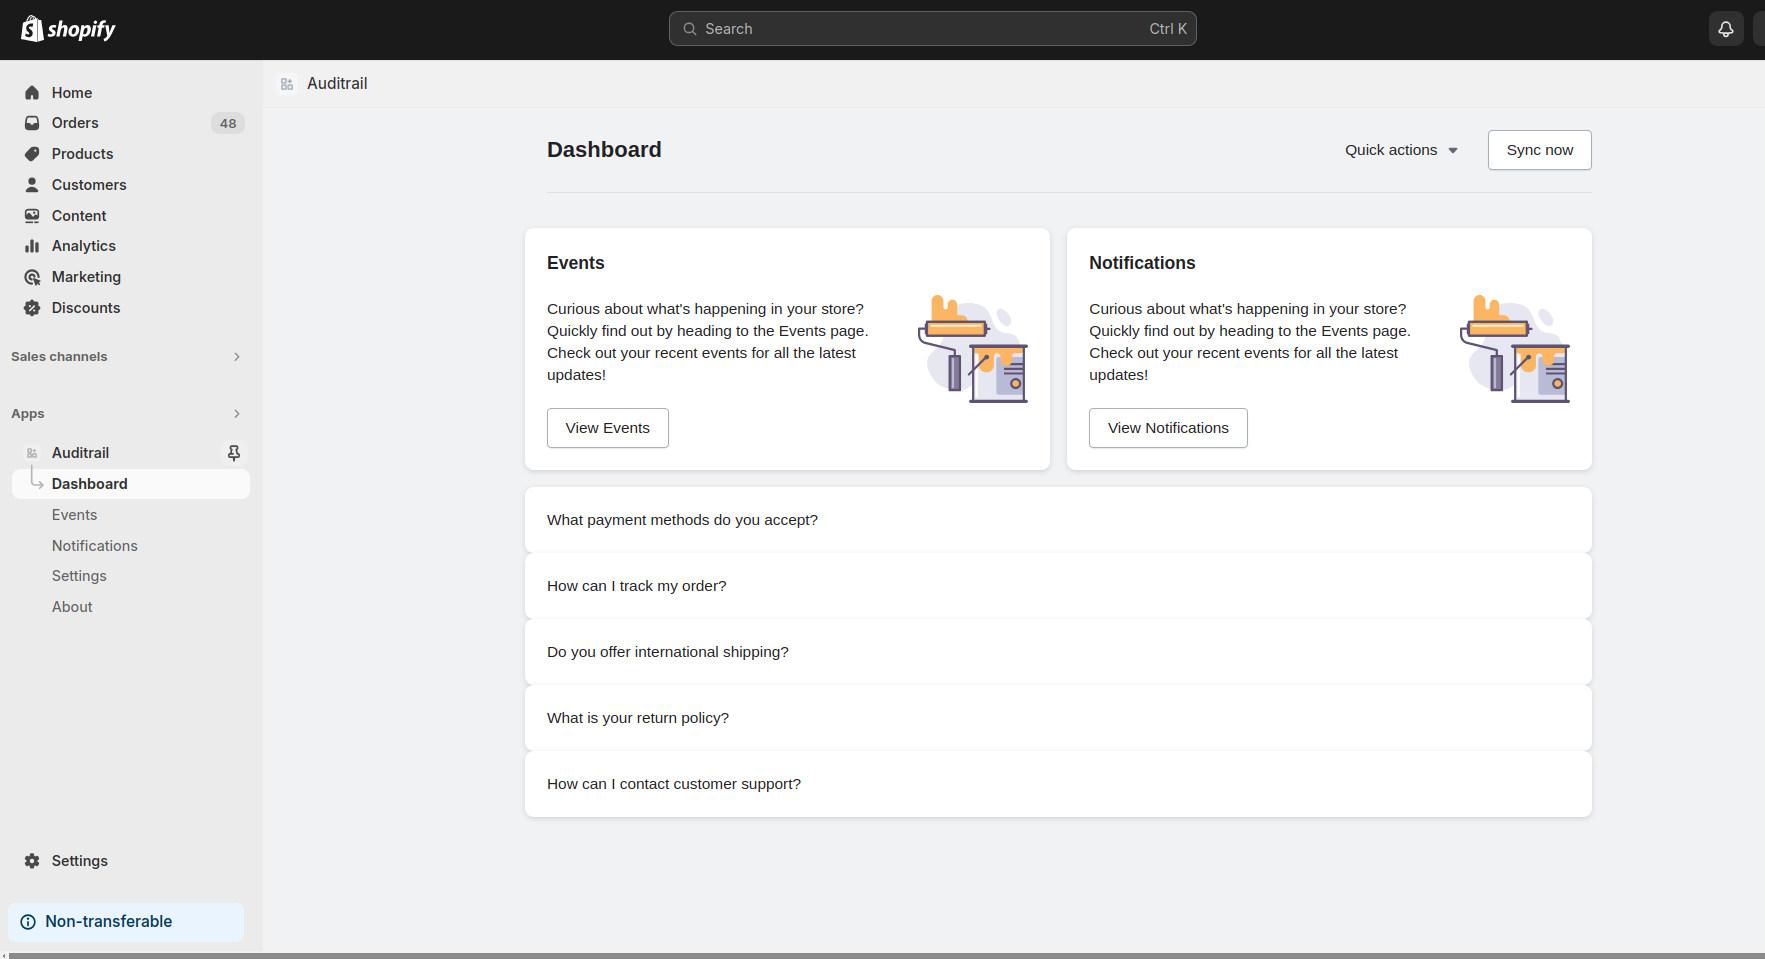 shopify
Search
Ctrl K
Home
Orders
48
Products
Customers
Content
Analytics
Marketing
Discounts
Sales channels
Apps
Auditrail
Dashboard
Events
Notifications
Settings
About
Settings
Non-transferable
Auditrail
Dashboard
Quick actions
Sync now
Events
Curious about what's happening in your store?
Quickly find out by heading to the Events page.
Check out your recent events for all the latest
updates!
View Events
Notifications
Curious about what's happening in your store?
Quickly find out by heading to the Events page.
Check out your recent events for all the latest
updates!
View Notifications
What payment methods do you accept?
How can I track my order?
Do you offer international shipping?
What is your return policy?
How can I contact customer support?